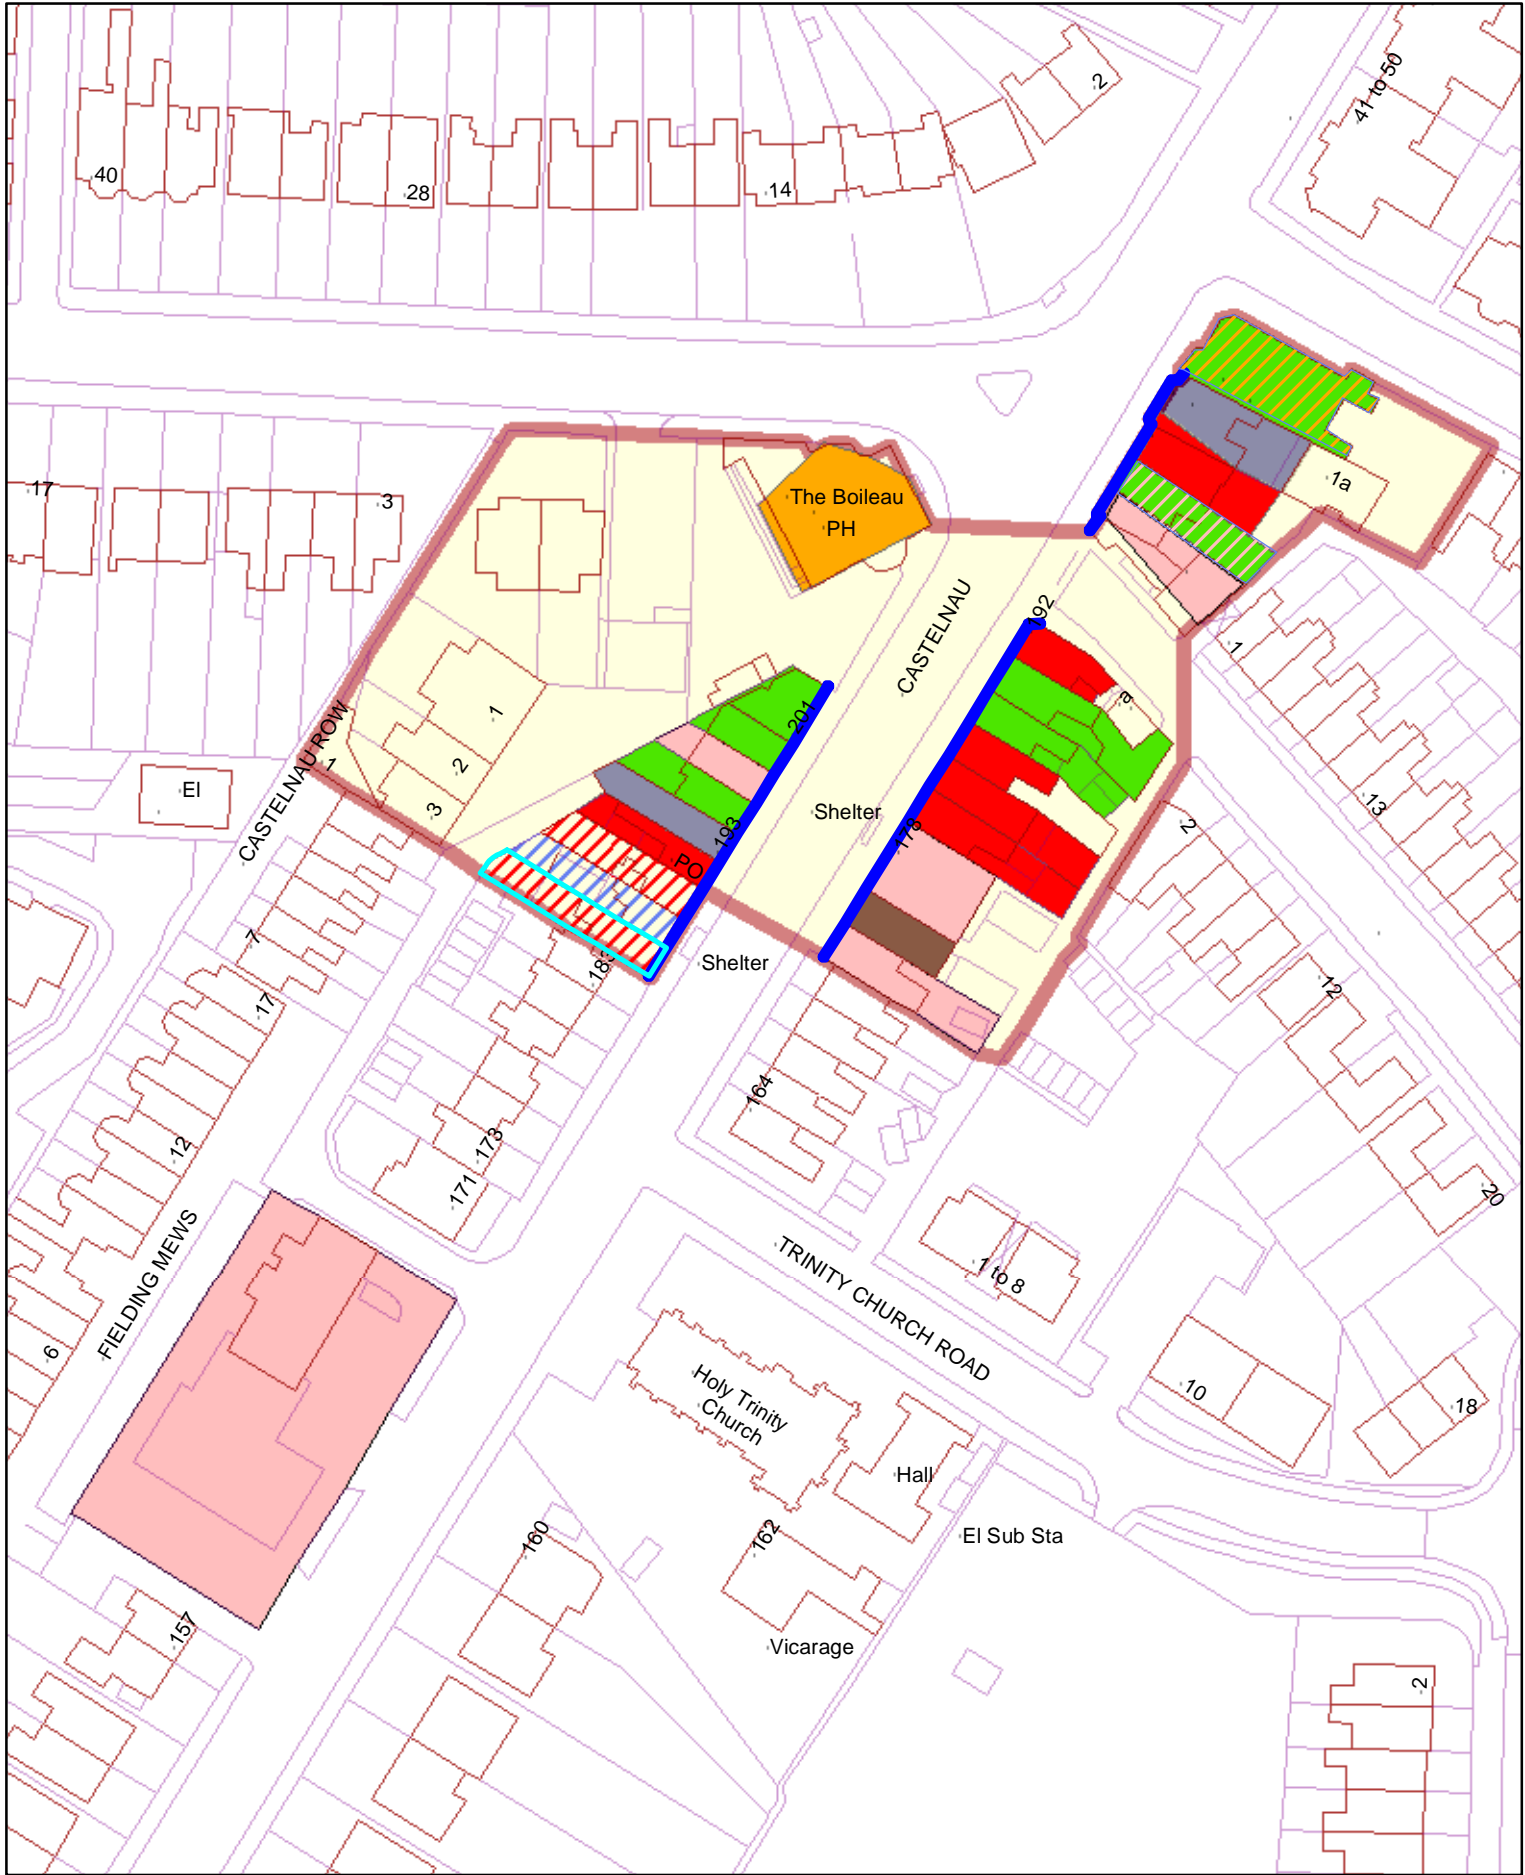 2
41 to 50
40
28
14
17
3
The Boileau
PH
1a
192
CASTELNAU
1
a
201
1
2
3
CASTELNAU ROW
1
El
Shelter
193
178
PO
13
2
7
183
Shelter
17
12
164
12
173
171
20
FIELDING MEWS
TRINITY CHURCH ROAD
1 to 8
6
Holy Trinity
Church
10
18
Hall
160
162
El Sub Sta
157
Vicarage
2